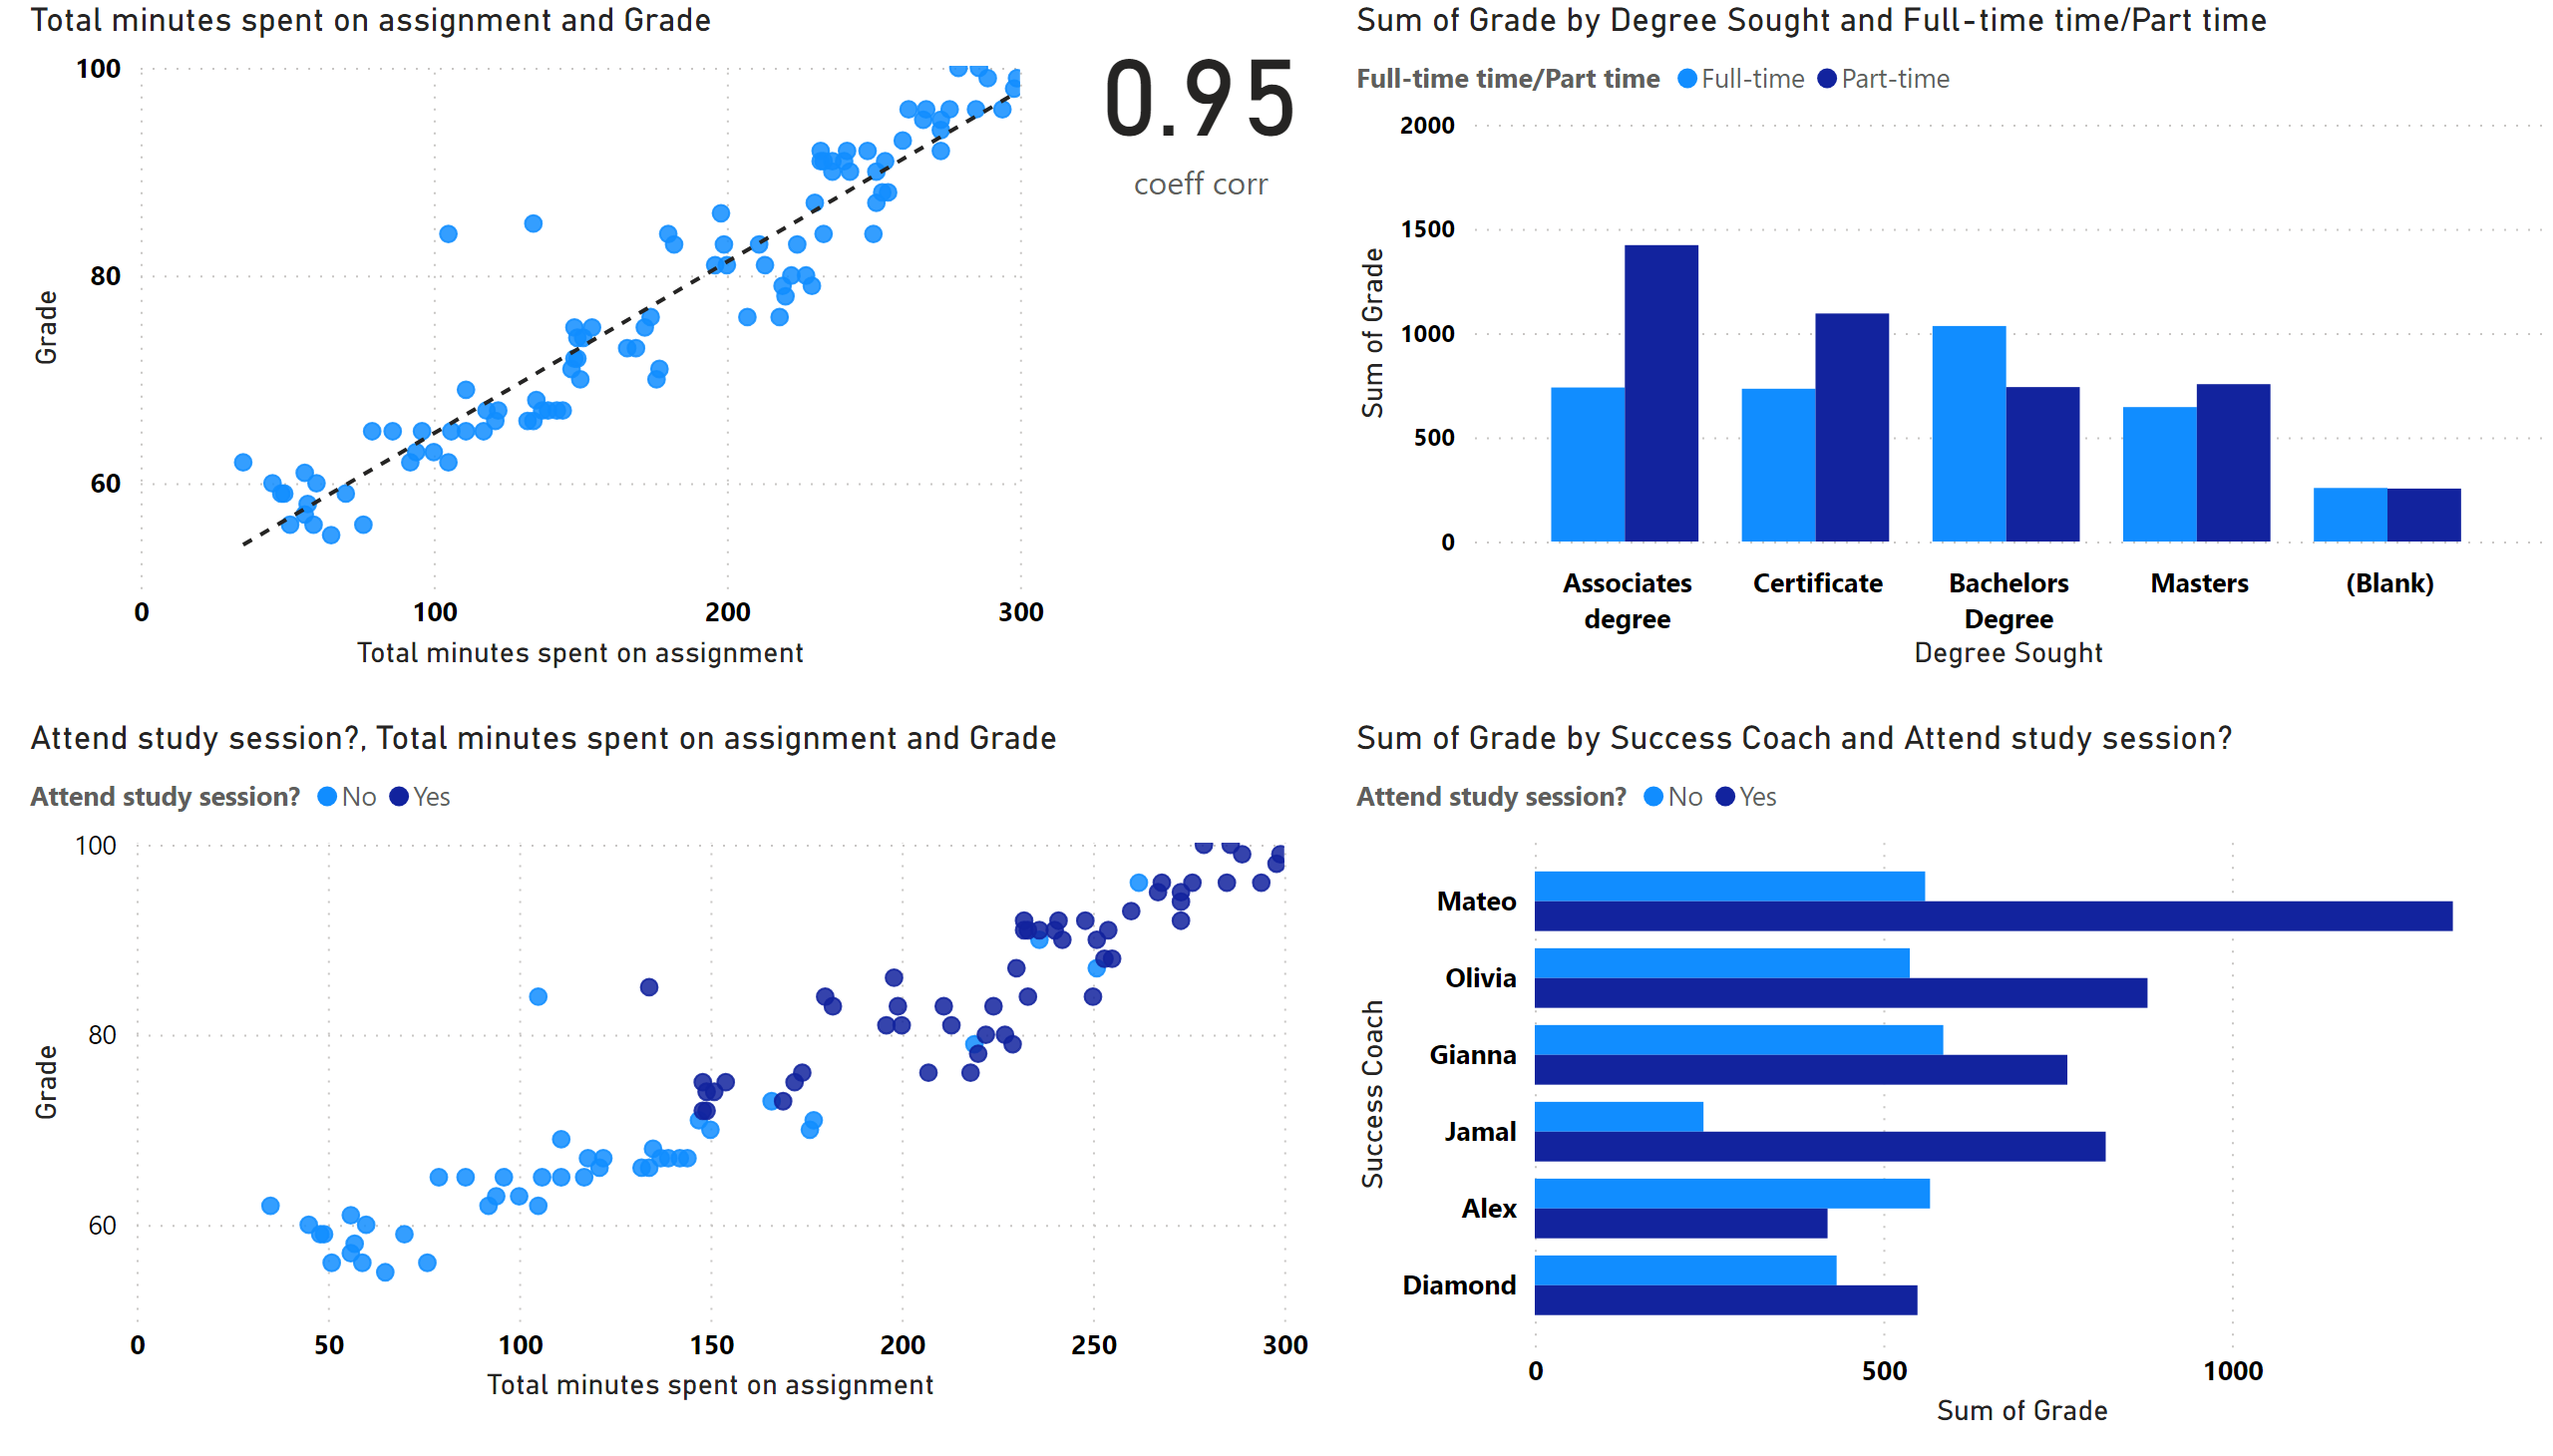 Total minutes spent on assignment and Grade
100
80
60
Grade
0 100 200 300
Total minutes spent on assignment
0.95
coeff corr
Sum of Grade by Degree Sought and Full-time time/Part time
Full-time time/Part time Full-time Part-time
2000
1500
1000
500
0
Sum of Grade
Associates degree Certificate Bachelors Degree Masters (Blank)
Degree Sought
Attend study session?, Total minutes spent on assignment and Grade
Attend study session? No Yes
100
80
60
Grade
0 50 100 150 200 250 300
Total minutes spent on assignment
Sum of Grade by Success Coach and Attend study session?
Attend study session? No Yes
Success Coach
Mateo
Olivia
Gianna
Jamal
Alex
Diamond
0 500 1000
Sum of Grade